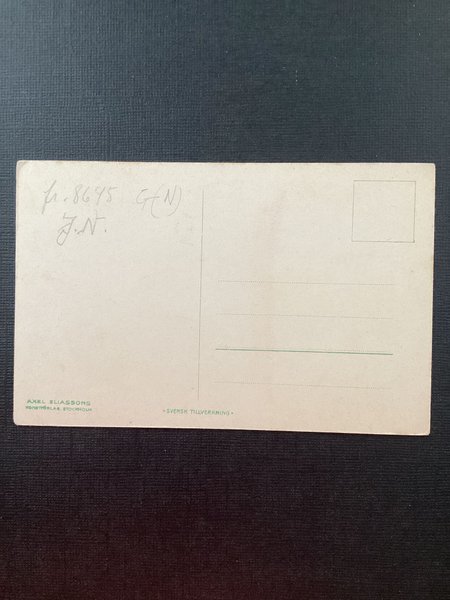 fr. 8645 G(N)
J.N.
AXEL ELIASSONS
KONSTFÖRLAG. STOCKHOLM
• SVENSK TILLVERKNING •